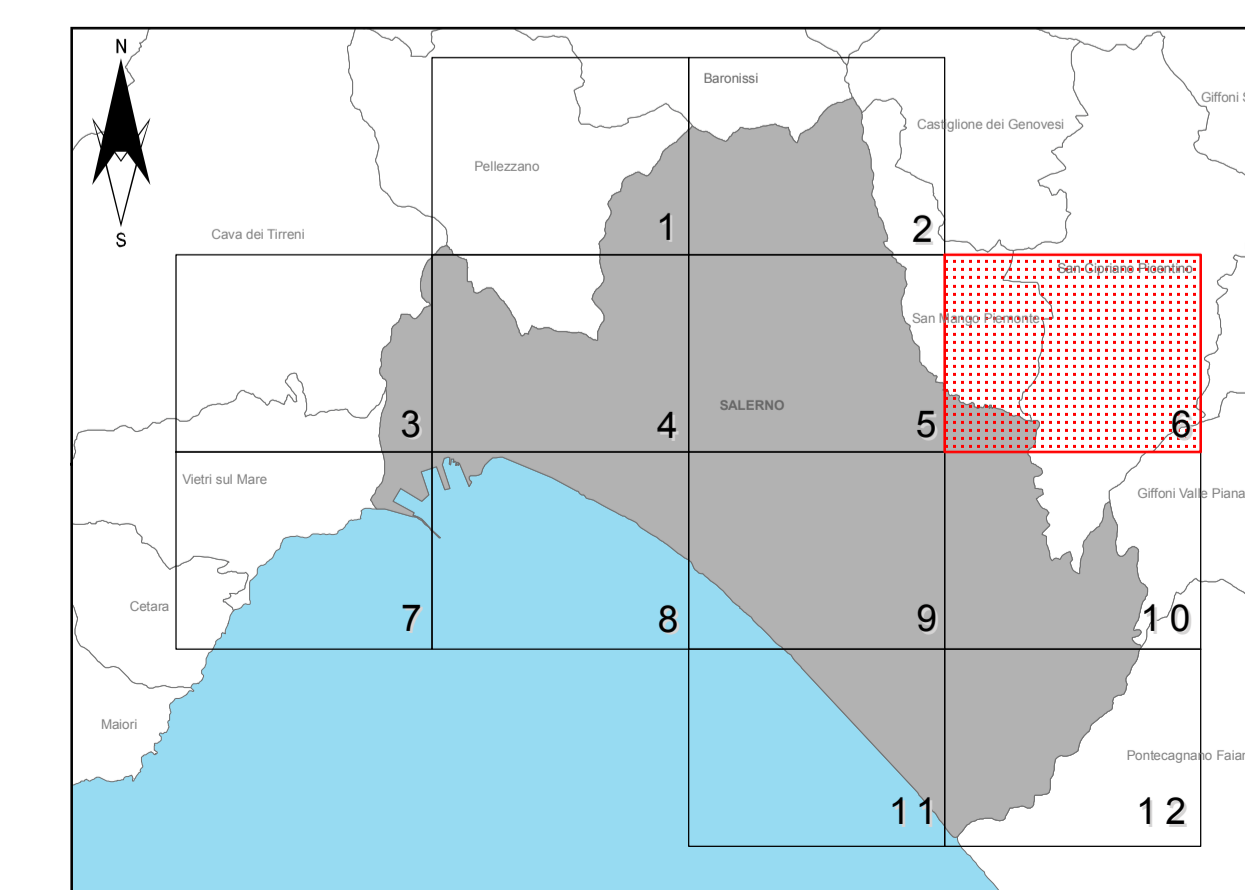 N
S
Baronissi
Giffoni S
Castiglione dei Genovesi
Pellezzano
Cava dei Tirreni
1
2
San Cipriano Picentino
San Mango Piemonte
SALERNO
3
4
5
6
Vietri sul Mare
Giffoni Valle Piana
Cetara
7
8
9
10
Maiori
Pontecagnano Faian
11
12